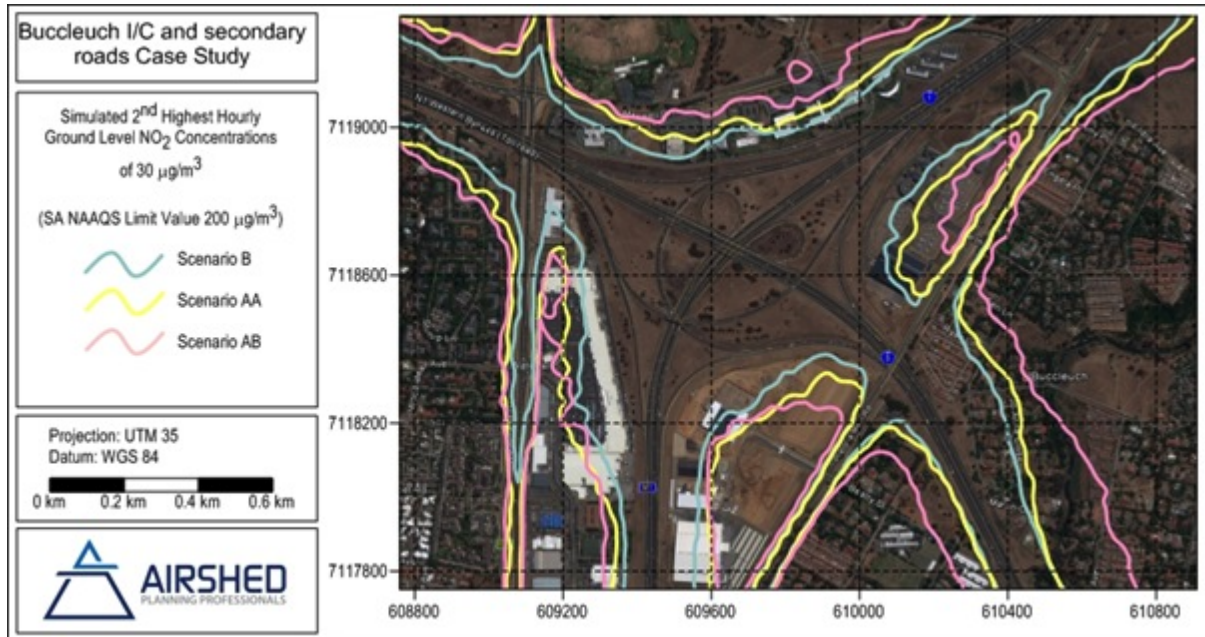 Buccleuch I/C and secondary
roads Case Study
Simulated 2nd Highest Hourly
Ground Level NO2 Concentrations
of 30 µg/m3
(SA NAAQS Limit Value 200 µg/m3)
Scenario B
Scenario AA
Scenario AB
Projection: UTM 35
Datum: WGS 84
0 km 0.2 km 0.4 km 0.6 km
AIRSHED
PLANNING PROFESSIONALS
7119000
7118600
7118200
7117800
608800 609200 609600 610000 610400 610800
N1 Western Bypass
Buccleuch